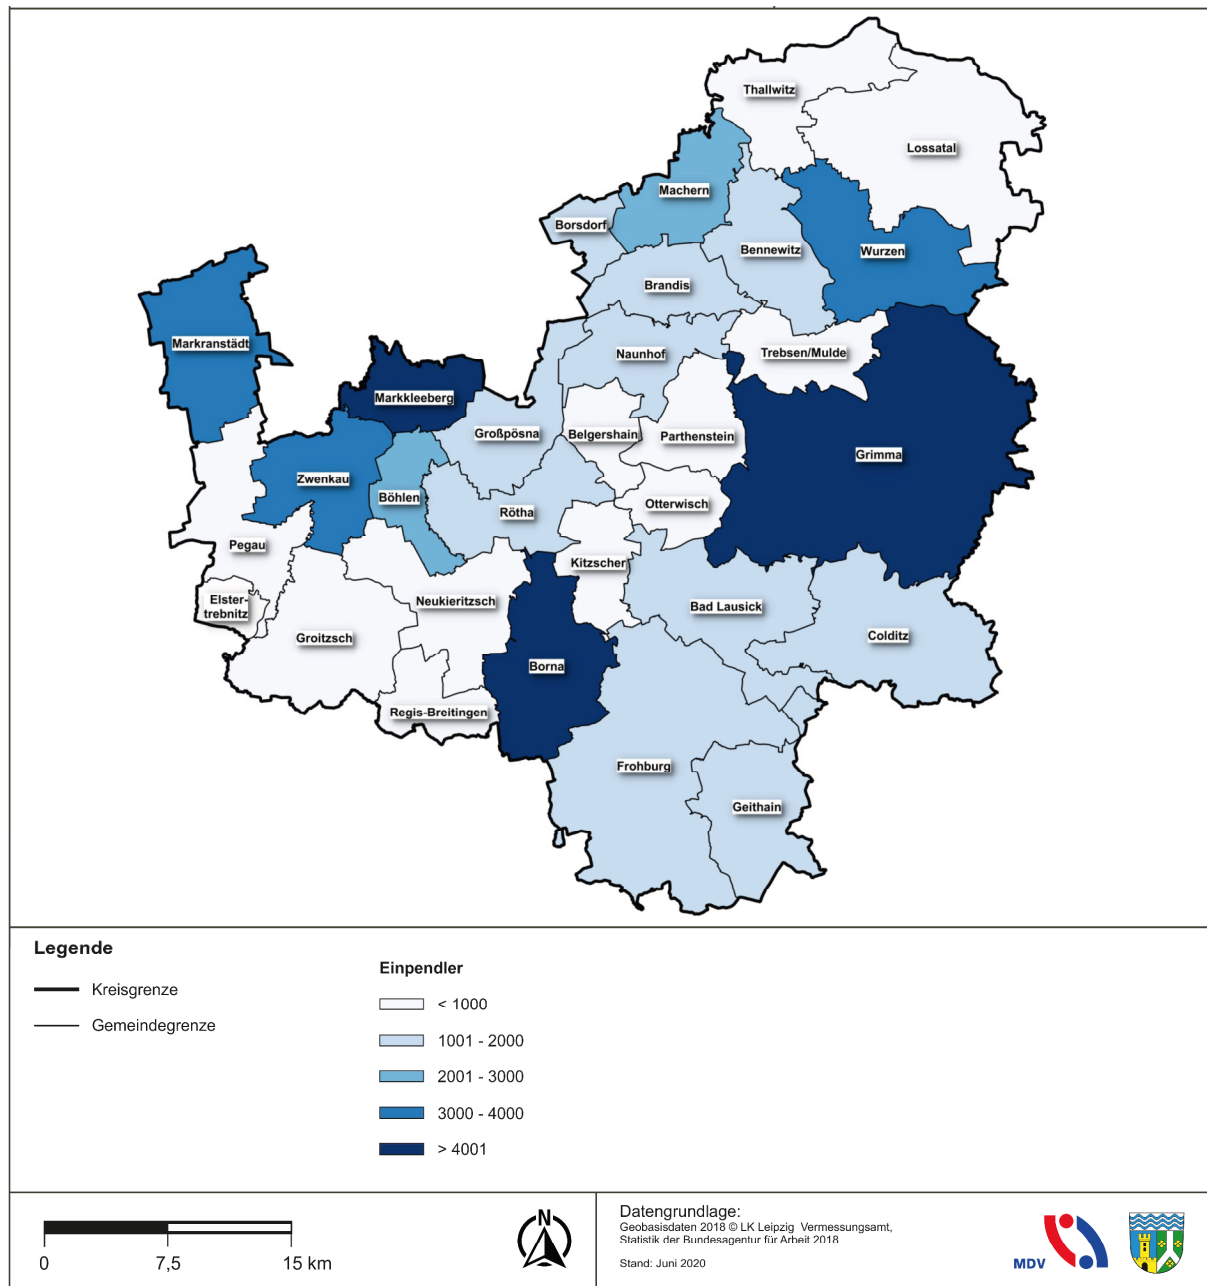 Thallwitz
Lossatal
Machern
Borsdorf
Bennewitz
Wurzen
Brandis
Markranstädt
Naunhof
Trebsen/Mulde
Markkleeberg
Großpösna
Belgershain
Parthenstein
Grimma
Zwenkau
Böhlen
Rötha
Otterwisch
Pegau
Kitzscher
Elster-
trebnitz
Neukieritzsch
Bad Lausick
Groitzsch
Colditz
Borna
Regis-Breitingen
Frohburg
Geithain
Legende
Kreisgrenze
Gemeindegrenze
Einpendler
< 1000
1001 - 2000
2001 - 3000
3000 - 4000
> 4001
0 7,5 15 km
N
Datengrundlage:
Geobasisdaten 2018 © LK Leipzig Vermessungsamt,
Statistik der Bundesagentur für Arbeit 2018
Stand: Juni 2020
MDV